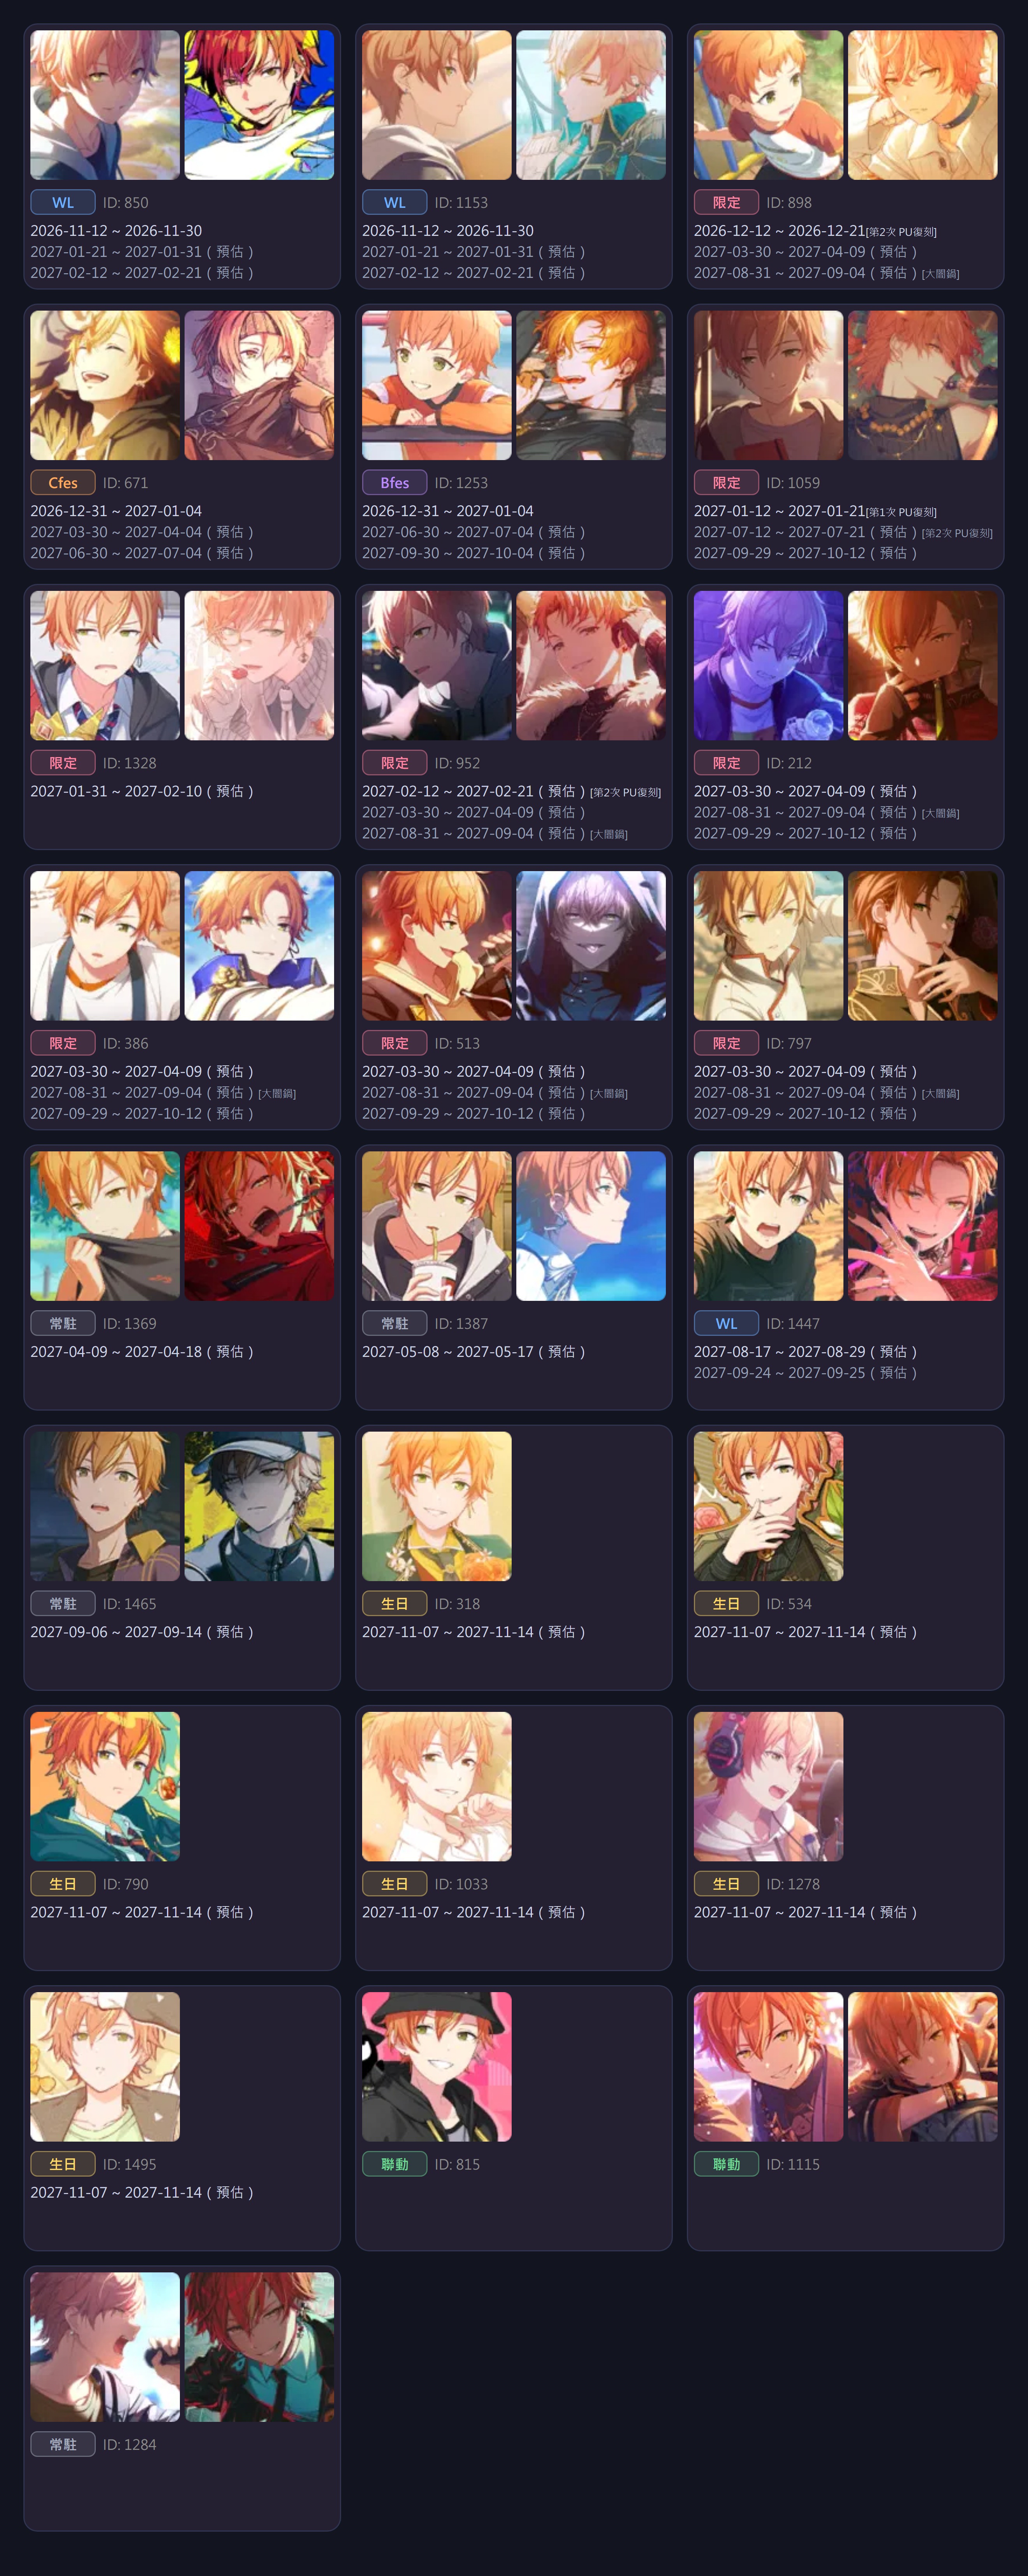 WL ID: 850
2026-11-12 ~ 2026-11-30
2027-01-21 ~ 2027-01-31 ( 預估 )
2027-02-12 ~ 2027-02-21 ( 預估 )
WL ID: 1153
2026-11-12 ~ 2026-11-30
2027-01-21 ~ 2027-01-31 ( 預估 )
2027-02-12 ~ 2027-02-21 ( 預估 )
限定 ID: 898
2026-12-12 ~ 2026-12-21[第2次 PU復刻]
2027-03-30 ~ 2027-04-09 ( 預估 )
2027-08-31 ~ 2027-09-04 ( 預估 ) [大間鍋]
Cfes ID: 671
2026-12-31 ~ 2027-01-04
2027-03-30 ~ 2027-04-04 ( 預估 )
2027-06-30 ~ 2027-07-04 ( 預估 )
Bfes ID: 1253
2026-12-31 ~ 2027-01-04
2027-06-30 ~ 2027-07-04 ( 預估 )
2027-09-30 ~ 2027-10-04 ( 預估 )
限定 ID: 1059
2027-01-12 ~ 2027-01-21[第1次 PU復刻]
2027-07-12 ~ 2027-07-21 ( 預估 ) [第2次 PU復刻]
2027-09-29 ~ 2027-10-12 ( 預估 )
限定 ID: 1328
2027-01-31 ~ 2027-02-10 ( 預估 )
限定 ID: 952
2027-02-12 ~ 2027-02-21 ( 預估 ) [第2次 PU復刻]
2027-03-30 ~ 2027-04-09 ( 預估 )
2027-08-31 ~ 2027-09-04 ( 預估 ) [大間鍋]
限定 ID: 212
2027-03-30 ~ 2027-04-09 ( 預估 )
2027-08-31 ~ 2027-09-04 ( 預估 ) [大間鍋]
2027-09-29 ~ 2027-10-12 ( 預估 )
限定 ID: 386
2027-03-30 ~ 2027-04-09 ( 預估 )
2027-08-31 ~ 2027-09-04 ( 預估 ) [大間鍋]
2027-09-29 ~ 2027-10-12 ( 預估 )
限定 ID: 513
2027-03-30 ~ 2027-04-09 ( 預估 )
2027-08-31 ~ 2027-09-04 ( 預估 ) [大間鍋]
2027-09-29 ~ 2027-10-12 ( 預估 )
限定 ID: 797
2027-03-30 ~ 2027-04-09 ( 預估 )
2027-08-31 ~ 2027-09-04 ( 預估 ) [大間鍋]
2027-09-29 ~ 2027-10-12 ( 預估 )
常駐 ID: 1369
2027-04-09 ~ 2027-04-18 ( 預估 )
常駐 ID: 1387
2027-05-08 ~ 2027-05-17 ( 預估 )
WL ID: 1447
2027-08-17 ~ 2027-08-29 ( 預估 )
2027-09-24 ~ 2027-09-25 ( 預估 )
常駐 ID: 1465
2027-09-06 ~ 2027-09-14 ( 預估 )
生日 ID: 318
2027-11-07 ~ 2027-11-14 ( 預估 )
生日 ID: 534
2027-11-07 ~ 2027-11-14 ( 預估 )
生日 ID: 790
2027-11-07 ~ 2027-11-14 ( 預估 )
生日 ID: 1033
2027-11-07 ~ 2027-11-14 ( 預估 )
生日 ID: 1278
2027-11-07 ~ 2027-11-14 ( 預估 )
生日 ID: 1495
2027-11-07 ~ 2027-11-14 ( 預估 )
聯動 ID: 815
聯動 ID: 1115
常駐 ID: 1284